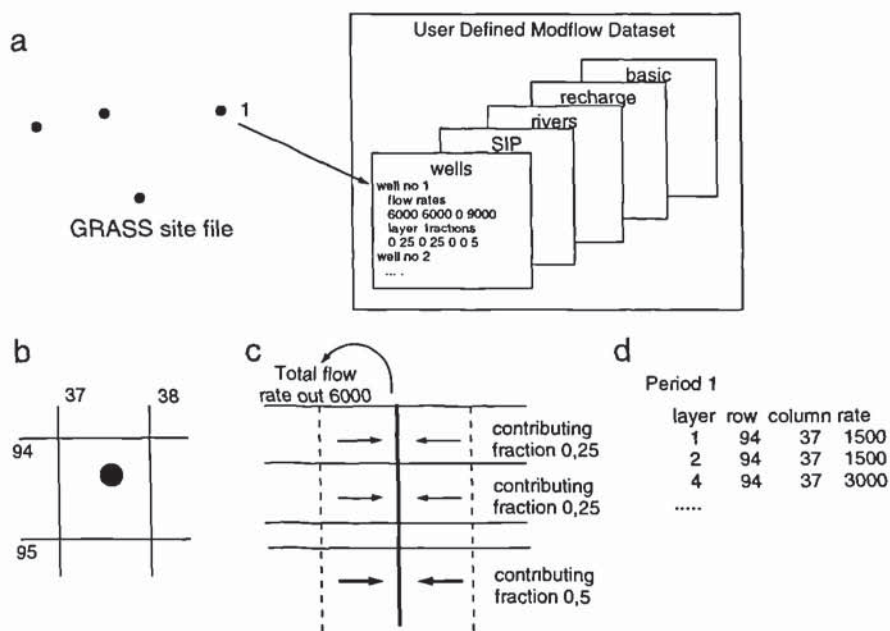 a
1
GRASS site file
User Defined Modflow Dataset
basic
recharge
rivers
SIP
wells
well no 1
flow rates
6000 6000 0 9000
layer fractions
0 25 0 25 0 0 5
well no 2
... .
b
37 38
94
95
c
Total flow
rate out 6000
contributing
fraction 0,25
contributing
fraction 0,25
contributing
fraction 0,5
d
Period 1
layer row column rate
1 94 37 1500
2 94 37 1500
4 94 37 3000
.....